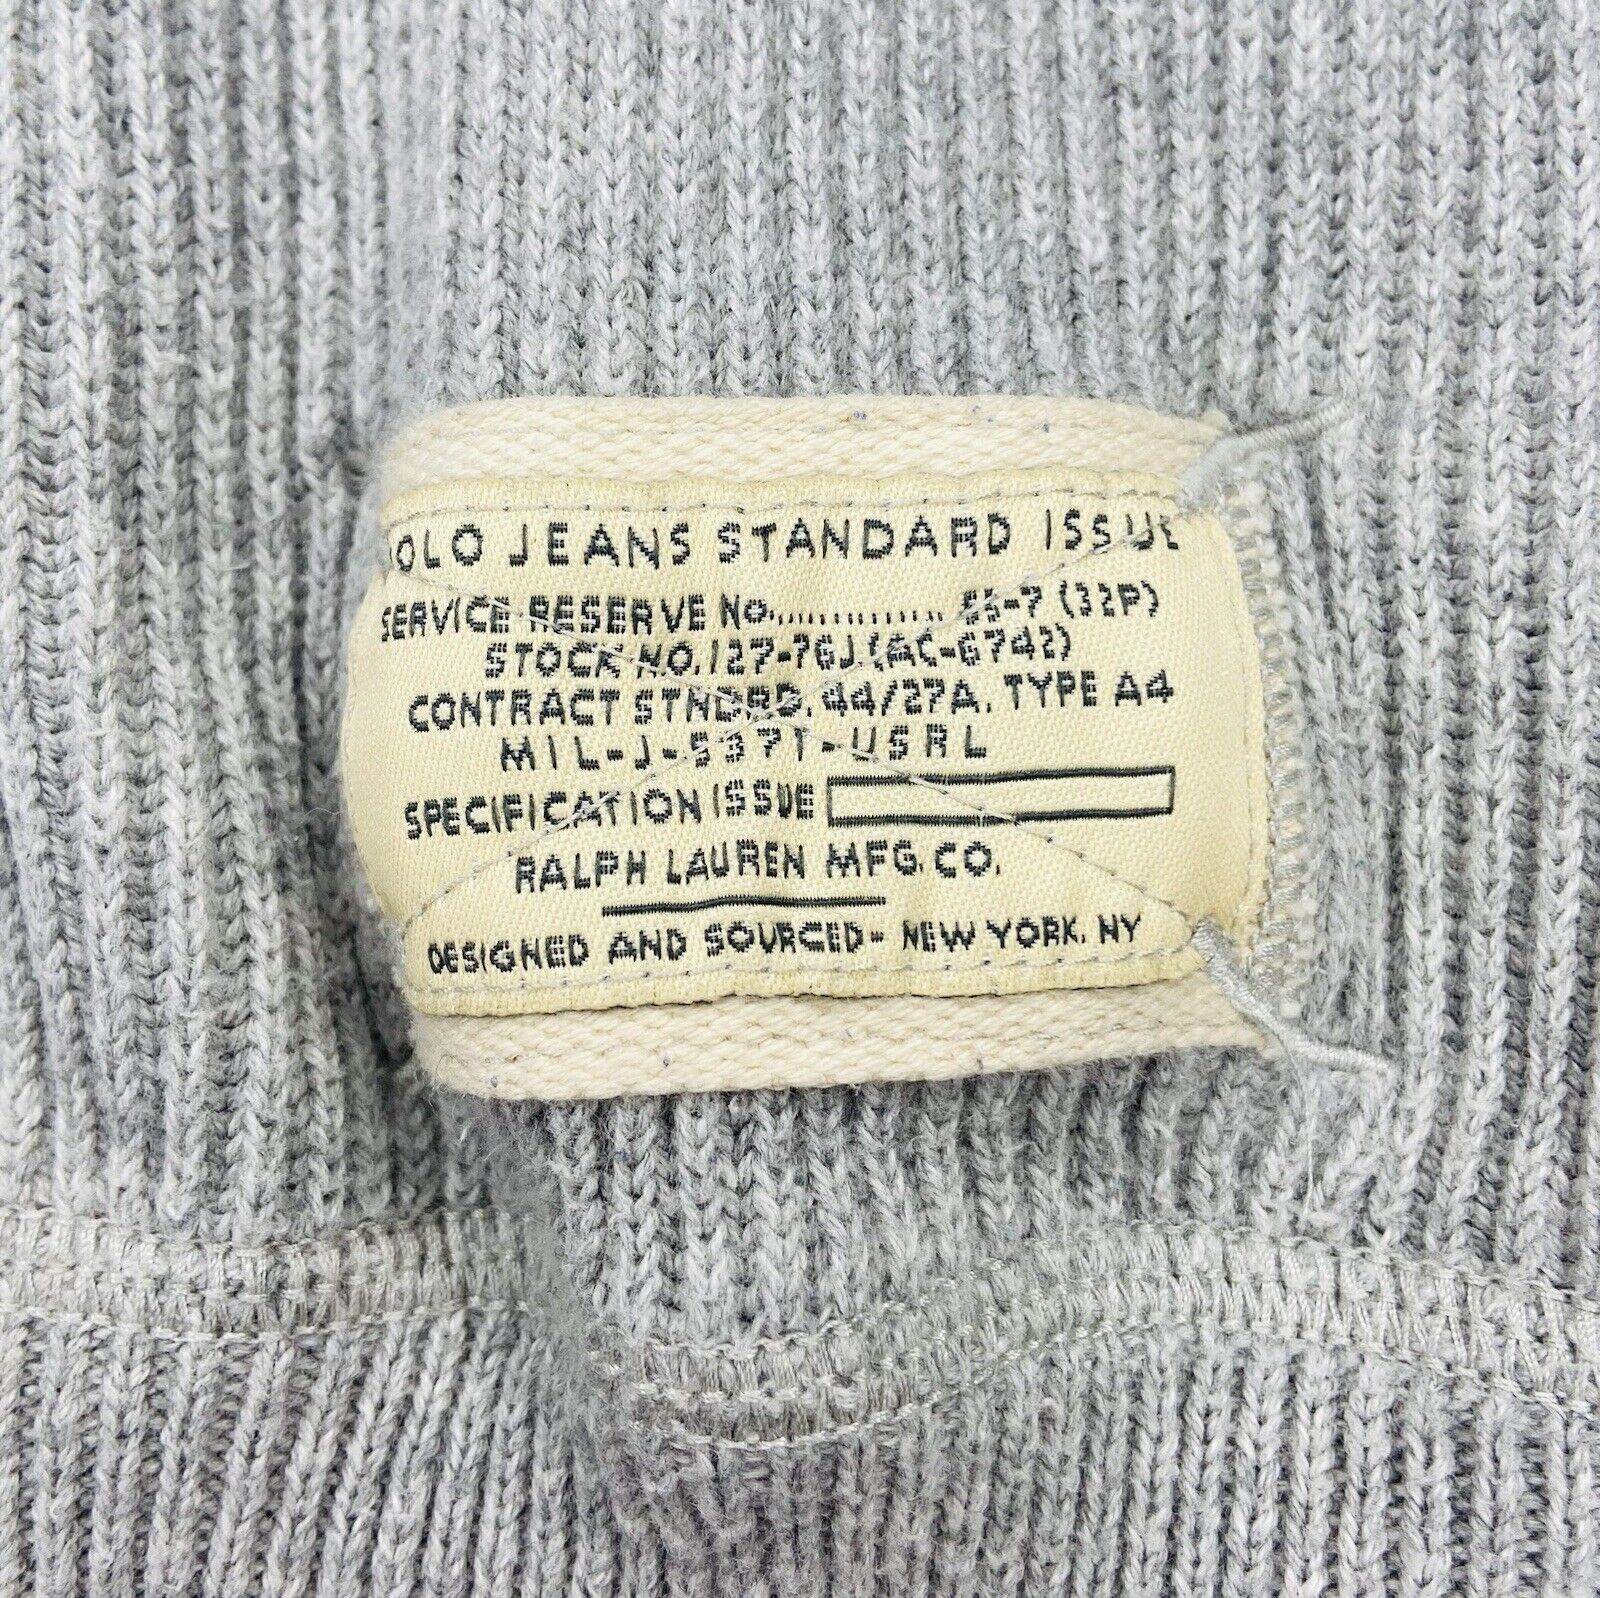 POLO JEANS STANDARD ISSUE
SERVICE RESERVE No.............. 55-7 (32P)
STOCK NO. 127-76J (AC-6742)
CONTRACT STNDRD. 44/27A. TYPE A4
MIL-J-5371-USRL
SPECIFICATION ISSUE
RALPH LAUREN MFG. CO.
DESIGNED AND SOURCED- NEW YORK, NY